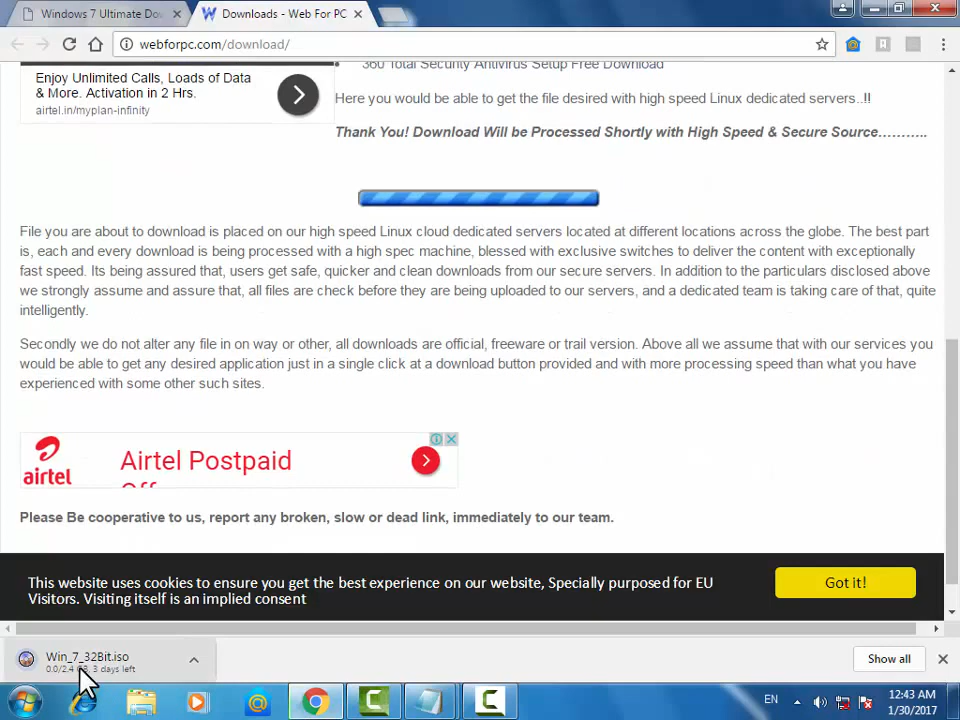 Windows 7 Ultimate Do
Downloads - Web For PC
webforpc.com/download/
Enjoy Unlimited Calls, Loads of Data
& More. Activation in 2 Hrs.
airtel.in/myplan-infinity
360 Total Security Antivirus Setup Free Download
Here you would be able to get the file desired with high speed Linux dedicated servers..!!
Thank You! Download Will be Processed Shortly with High Speed & Secure Source………..
File you are about to download is placed on our high speed Linux cloud dedicated servers located at different locations across the globe. The best part
is, each and every download is being processed with a high spec machine, blessed with exclusive switches to deliver the content with exceptionally
fast speed. Its being assured that, users get safe, quicker and clean downloads from our secure servers. In addition to the particulars disclosed above
we strongly assume and assure that, all files are check before they are being uploaded to our servers, and a dedicated team is taking care of that, quite
intelligently.
Secondly we do not alter any file in on way or other, all downloads are official, freeware or trail version. Above all we assume that with our services you
would be able to get any desired application just in a single click at a download button provided and with more processing speed than what you have
experienced with some other such sites.
airtel
Airtel Postpaid
Please Be cooperative to us, report any broken, slow or dead link, immediately to our team.
This website uses cookies to ensure you get the best experience on our website, Specially purposed for EU
Visitors. Visiting itself is an implied consent
Got it!
Win_7_32Bit.iso
0.0/2.4 GB, 3 days left
Show all
EN
12:43 AM
1/30/2017